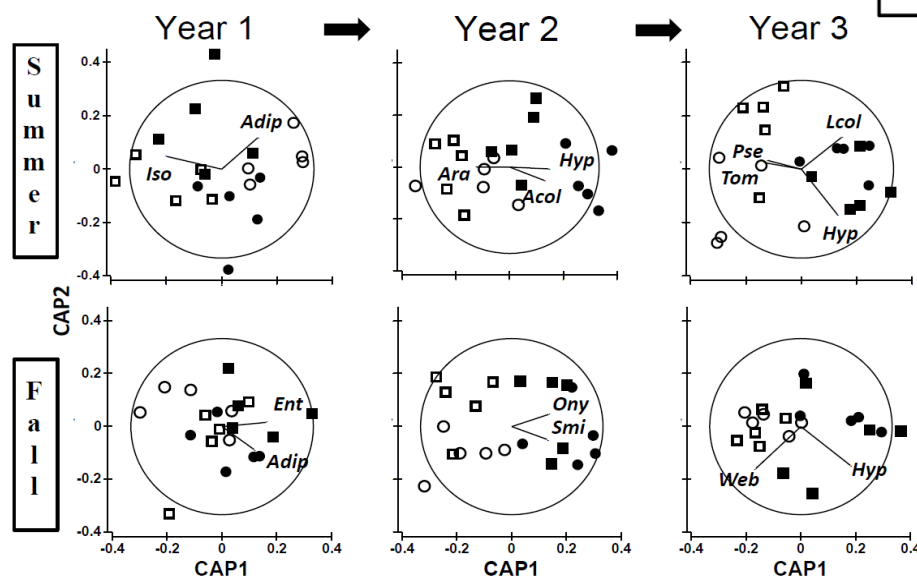 Year 1
Year 2
Year 3
Summer
0.4
0.2
0
-0.2
-0.4
Adip
Iso
Ara
Hyp
Acol
Lcol
Pse
Tom
Hyp
CAP2
Fall
0.4
0.2
0
-0.2
-0.4
Ent
Adip
Ony
Smi
Web
Hyp
-0.4 -0.2 0 0.2 0.4
-0.4 -0.2 0 0.2 0.4
-0.4 -0.2 0 0.2 0.4
CAP1
CAP1
CAP1